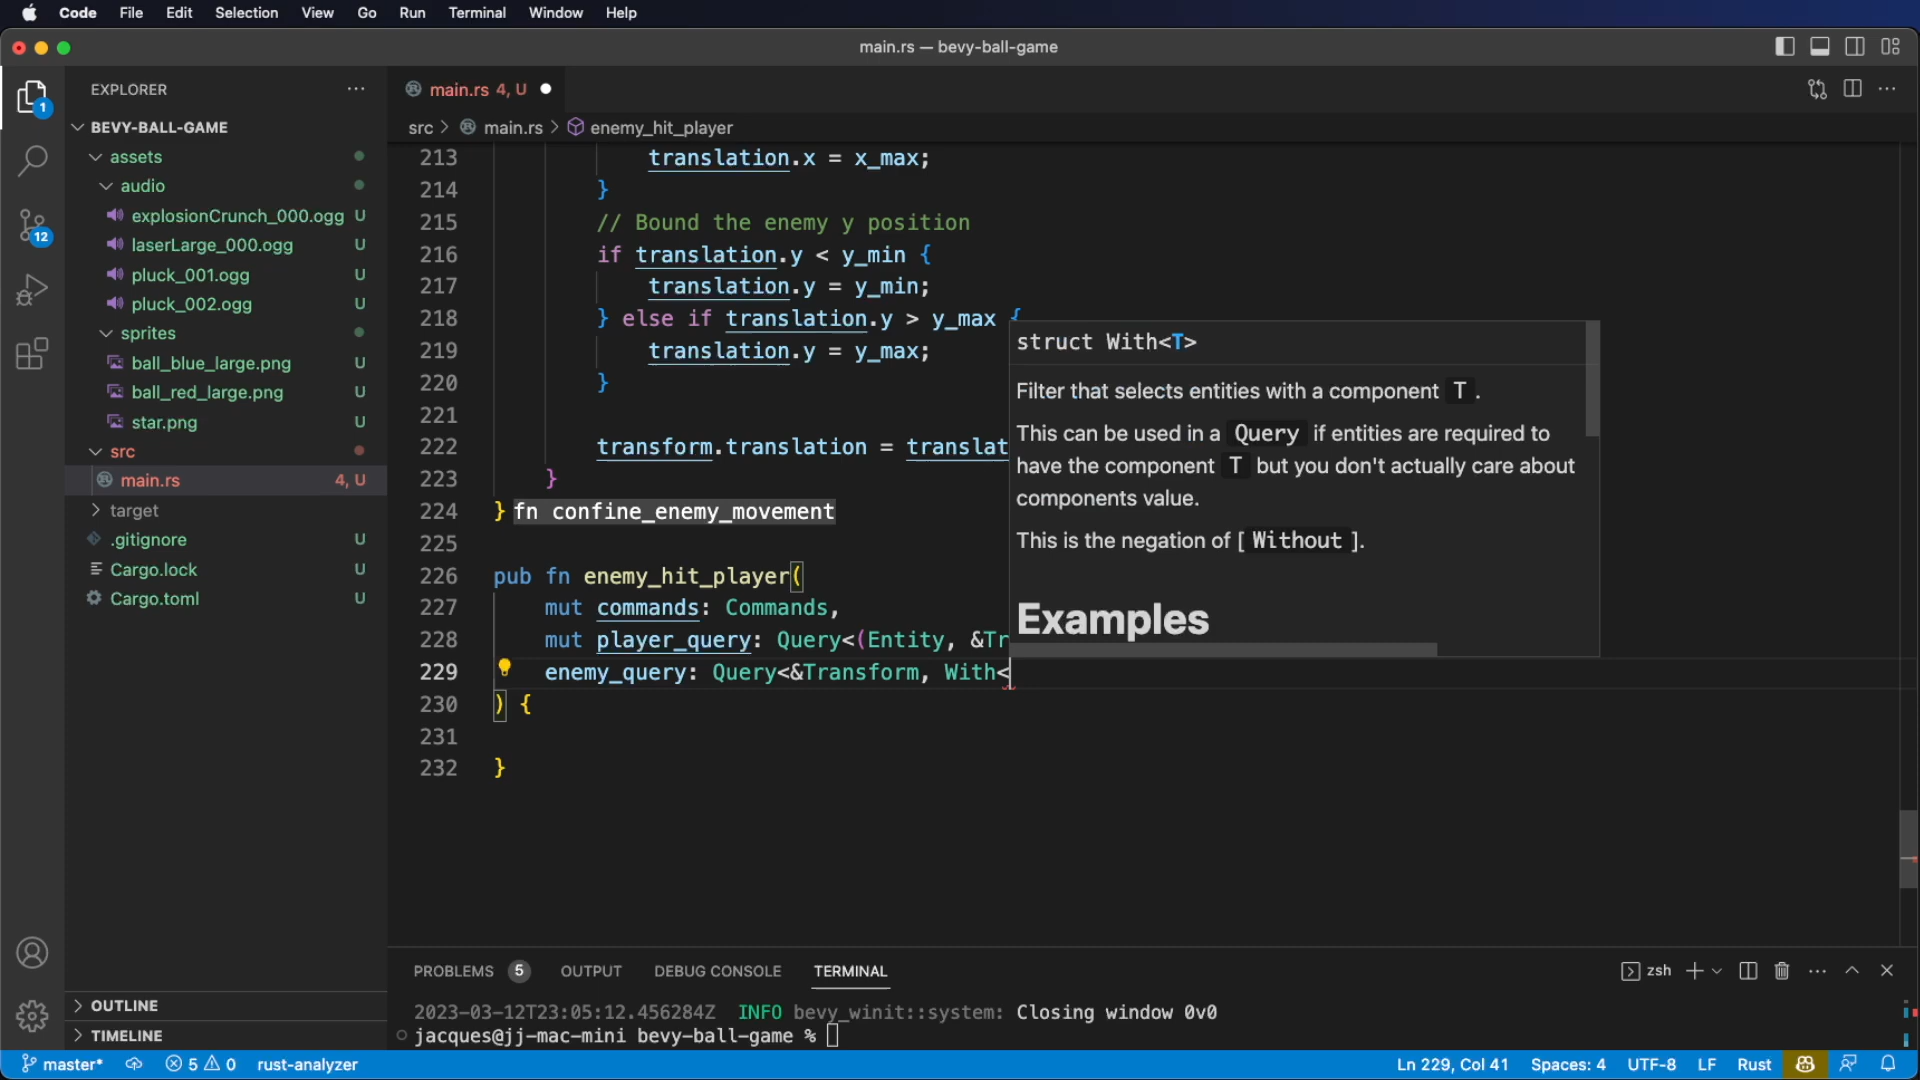 Code File Edit Selection View Go Run Terminal Window Help
main.rs — bevy-ball-game
EXPLORER
main.rs 4, U
1
BEVY-BALL-GAME
src > main.rs > enemy_hit_player
assets
audio
explosionCrunch_000.ogg U
12
laserLarge_000.ogg U
pluck_001.ogg U
pluck_002.ogg U
sprites
ball_blue_large.png U
ball_red_large.png U
star.png U
src
main.rs 4, U
target
.gitignore U
Cargo.lock U
Cargo.toml U
OUTLINE
TIMELINE
213 translation.x = x_max;
214 }
215 // Bound the enemy y position
216 if translation.y < y_min {
217 translation.y = y_min;
218 } else if translation.y > y_max {
219 translation.y = y_max;
220 }
221
222 transform.translation = translat
223 }
224 } fn confine_enemy_movement
225
226 pub fn enemy_hit_player(
227 mut commands: Commands,
228 mut player_query: Query<(Entity, &Tr
229 enemy_query: Query<&Transform, With<
230 ) {
231
232 }
struct With<T>
Filter that selects entities with a component T.
This can be used in a Query if entities are required to
have the component T but you don't actually care about
components value.
This is the negation of [ Without ].
Examples
PROBLEMS 5 OUTPUT DEBUG CONSOLE TERMINAL zsh
2023-03-12T23:05:12.456284Z INFO bevy_winit::system: Closing window 0v0
jacques@jj-mac-mini bevy-ball-game %
master* 5 0 rust-analyzer Ln 229, Col 41 Spaces: 4 UTF-8 LF Rust